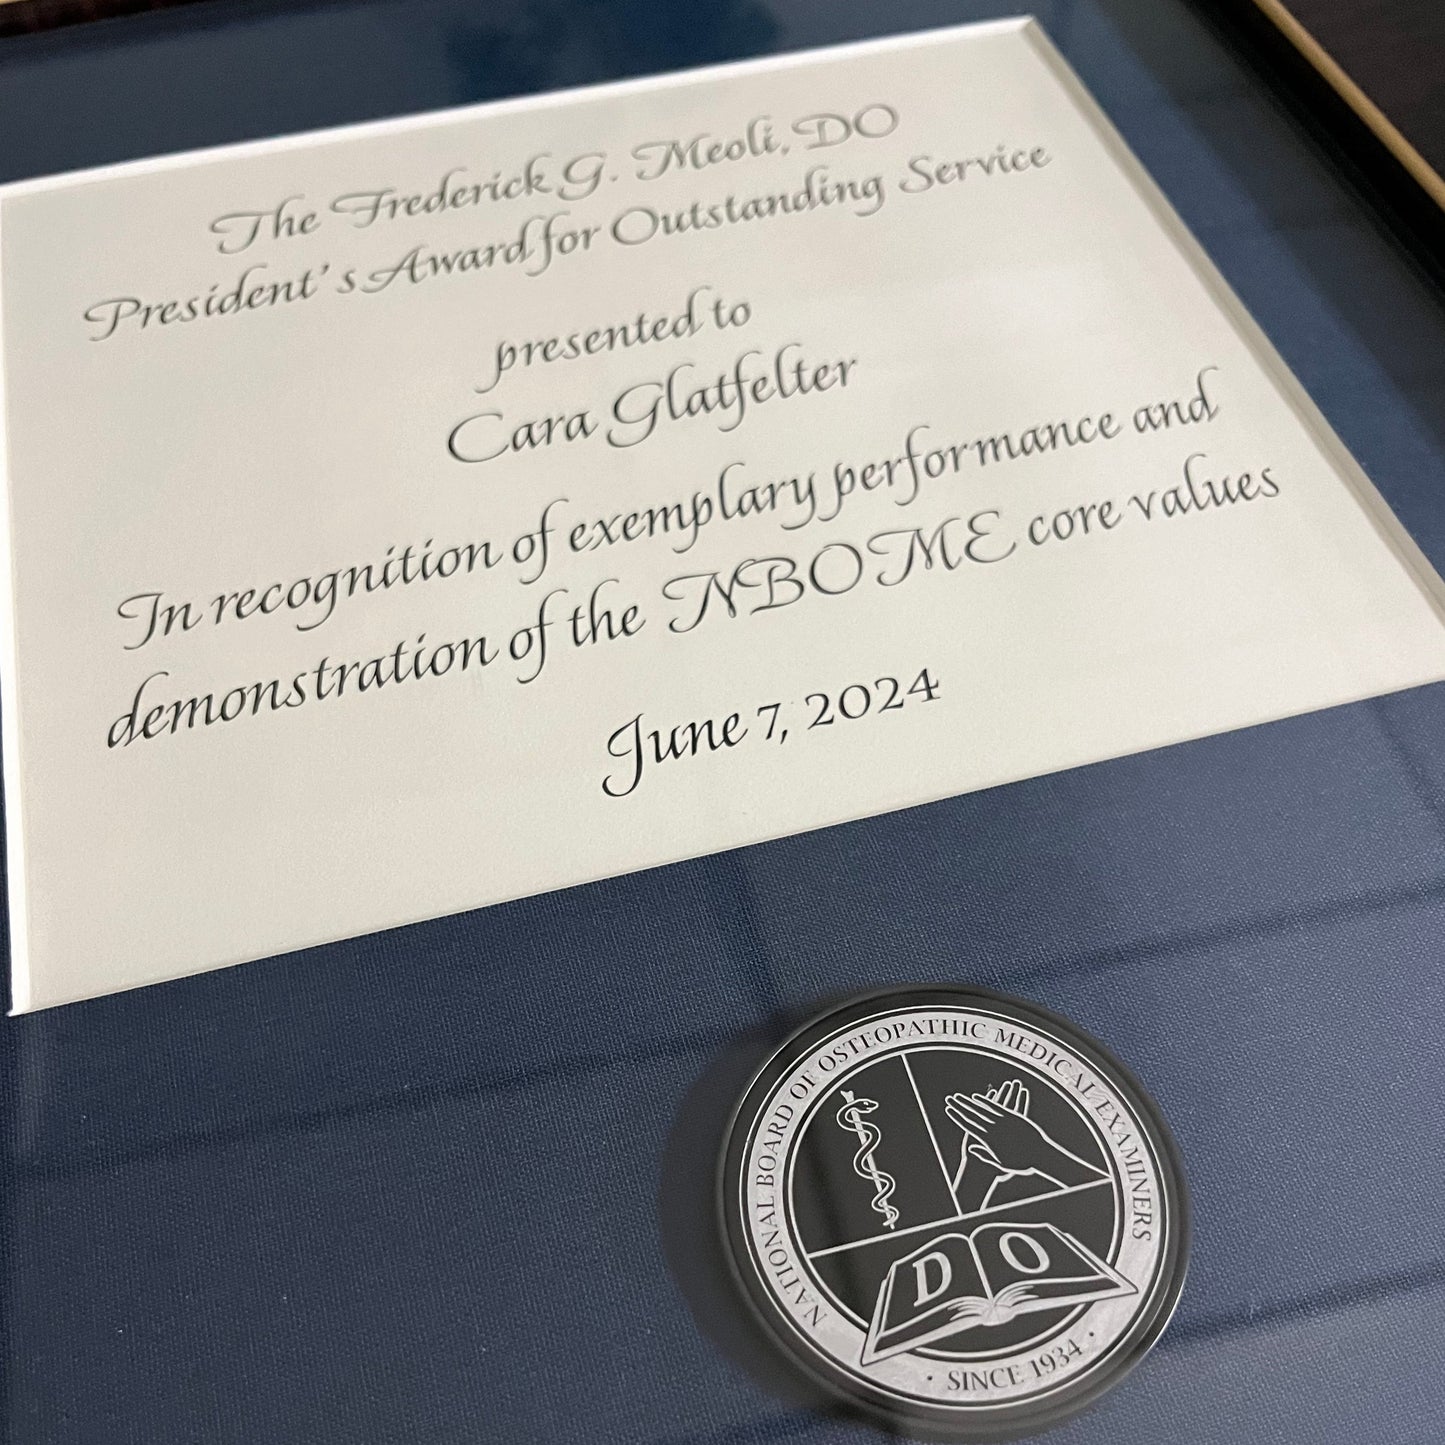 The Frederick G. Meoli, DO
President's Award for Outstanding Service
presented to
Cara Glatfelter
In recognition of exemplary performance and
demonstration of the NBOME core values
June 7, 2024
NATIONAL BOARD OF OSTEOPATHIC MEDICAL EXAMINERS
D O
· SINCE 1934 ·